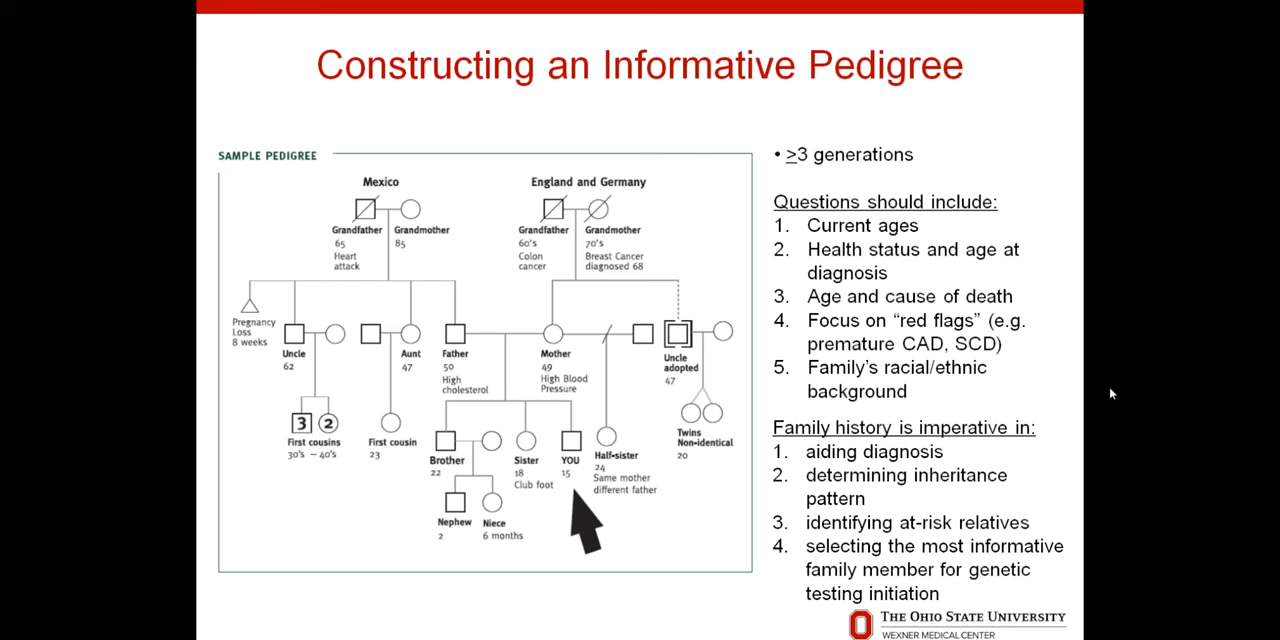 Constructing an Informative Pedigree
SAMPLE PEDIGREE
Mexico
England and Germany
Grandfather
65
Heart
attack
Grandmother
85
Grandfather
60's
Colon
cancer
Grandmother
70's
Breast Cancer
diagnosed 68
Pregnancy
Loss
8 weeks
Uncle
62
Aunt
47
Father
50
High
cholesterol
Mother
49
High Blood
Pressure
Uncle
adopted
47
3
2
First cousins
30's – 40's
First cousin
23
Brother
22
Sister
18
Club foot
YOU
15
Half-sister
24
Same mother
different father
Twins
Non-identical
20
Nephew
2
Niece
6 months
• ≥3 generations
Questions should include:
1. Current ages
2. Health status and age at
diagnosis
3. Age and cause of death
4. Focus on “red flags” (e.g.
premature CAD, SCD)
5. Family's racial/ethnic
background
Family history is imperative in:
1. aiding diagnosis
2. determining inheritance
pattern
3. identifying at-risk relatives
4. selecting the most informative
family member for genetic
testing initiation
THE OHIO STATE UNIVERSITY
WEXNER MEDICAL CENTER